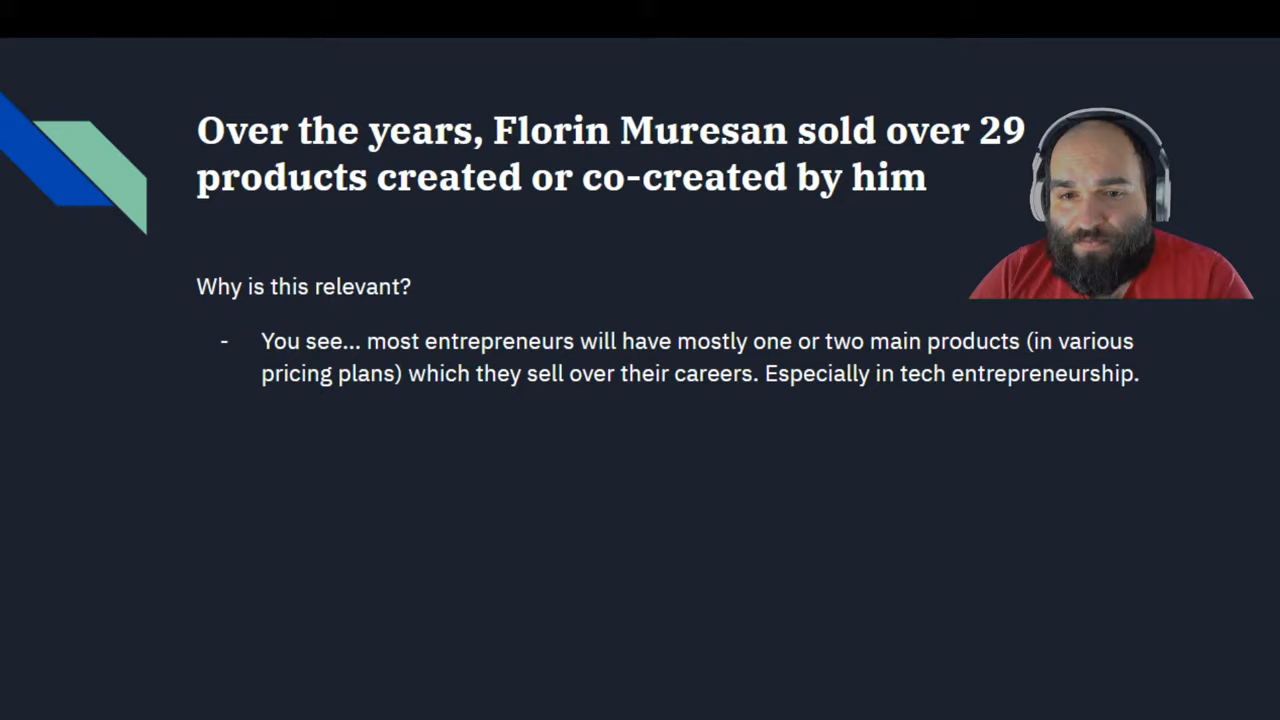 Over the years, Florin Muresan sold over 29
products created or co-created by him
Why is this relevant?
- You see... most entrepreneurs will have mostly one or two main products (in various
pricing plans) which they sell over their careers. Especially in tech entrepreneurship.